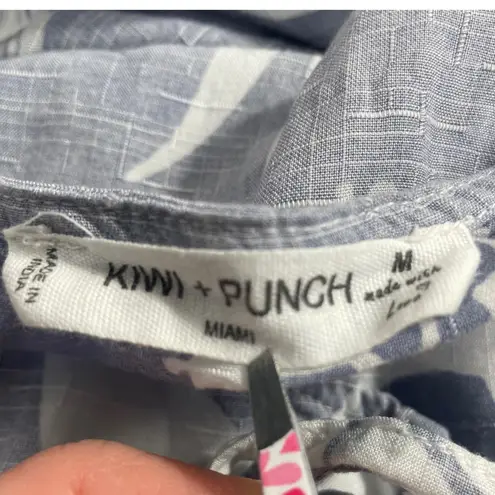 MADE IN
INDIA
KIWI + PUNCH
MIAMI
M
made with
Love